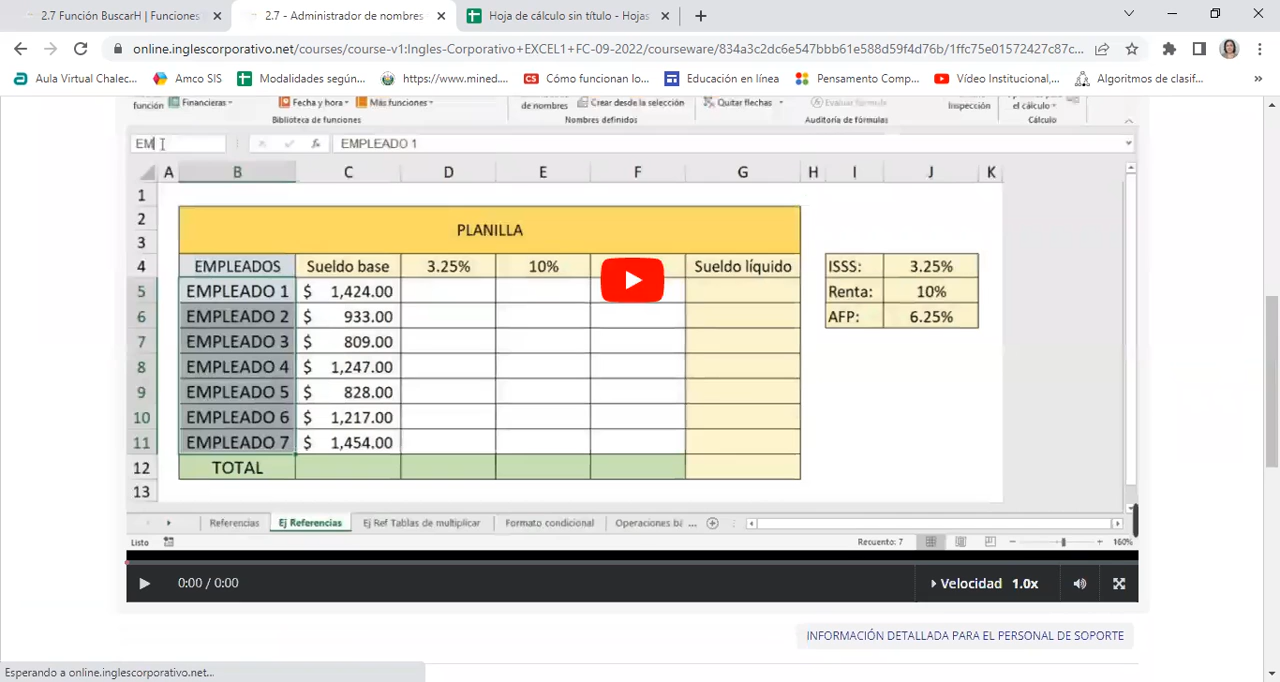 2.7 Función BuscarH | Funciones
2.7 - Administrador de nombres
Hoja de cálculo sin título - Hojas
online.inglescorporativo.net/courses/course-v1:Ingles-Corporativo+EXCEL1+FC-09-2022/courseware/834a3c2dc6e547bbb61e588d59f4d76b/1ffc75e01572427c87c...
Aula Virtual Chalec... Amco SIS Modalidades según... https://www.mined... CS Cómo funcionan lo... Educación en línea Pensamento Comp... Vídeo Institucional,... Algoritmos de clasif... »
función Financieras Fecha y hora Más funciones de nombres Crear desde la selección Quitar flechas Evaluar fórmula Inspección el cálculo
Biblioteca de funciones Nombres definidos Auditoría de fórmulas Cálculo
EM fx EMPLEADO 1
A B C D E F G H I J K
1
2
PLANILLA
3
4 EMPLEADOS Sueldo base 3.25% 10% Sueldo líquido ISSS: 3.25%
5 EMPLEADO 1 $ 1,424.00 Renta: 10%
6 EMPLEADO 2 $ 933.00 AFP: 6.25%
7 EMPLEADO 3 $ 809.00
8 EMPLEADO 4 $ 1,247.00
9 EMPLEADO 5 $ 828.00
10 EMPLEADO 6 $ 1,217.00
11 EMPLEADO 7 $ 1,454.00
12 TOTAL
13
Referencias Ej Referencias Ej Ref Tablas de multiplicar Formato condicional Operaciones bá ...
Listo Recuento: 7 160%
0:00 / 0:00 Velocidad 1.0x
INFORMACIÓN DETALLADA PARA EL PERSONAL DE SOPORTE
Esperando a online.inglescorporativo.net...